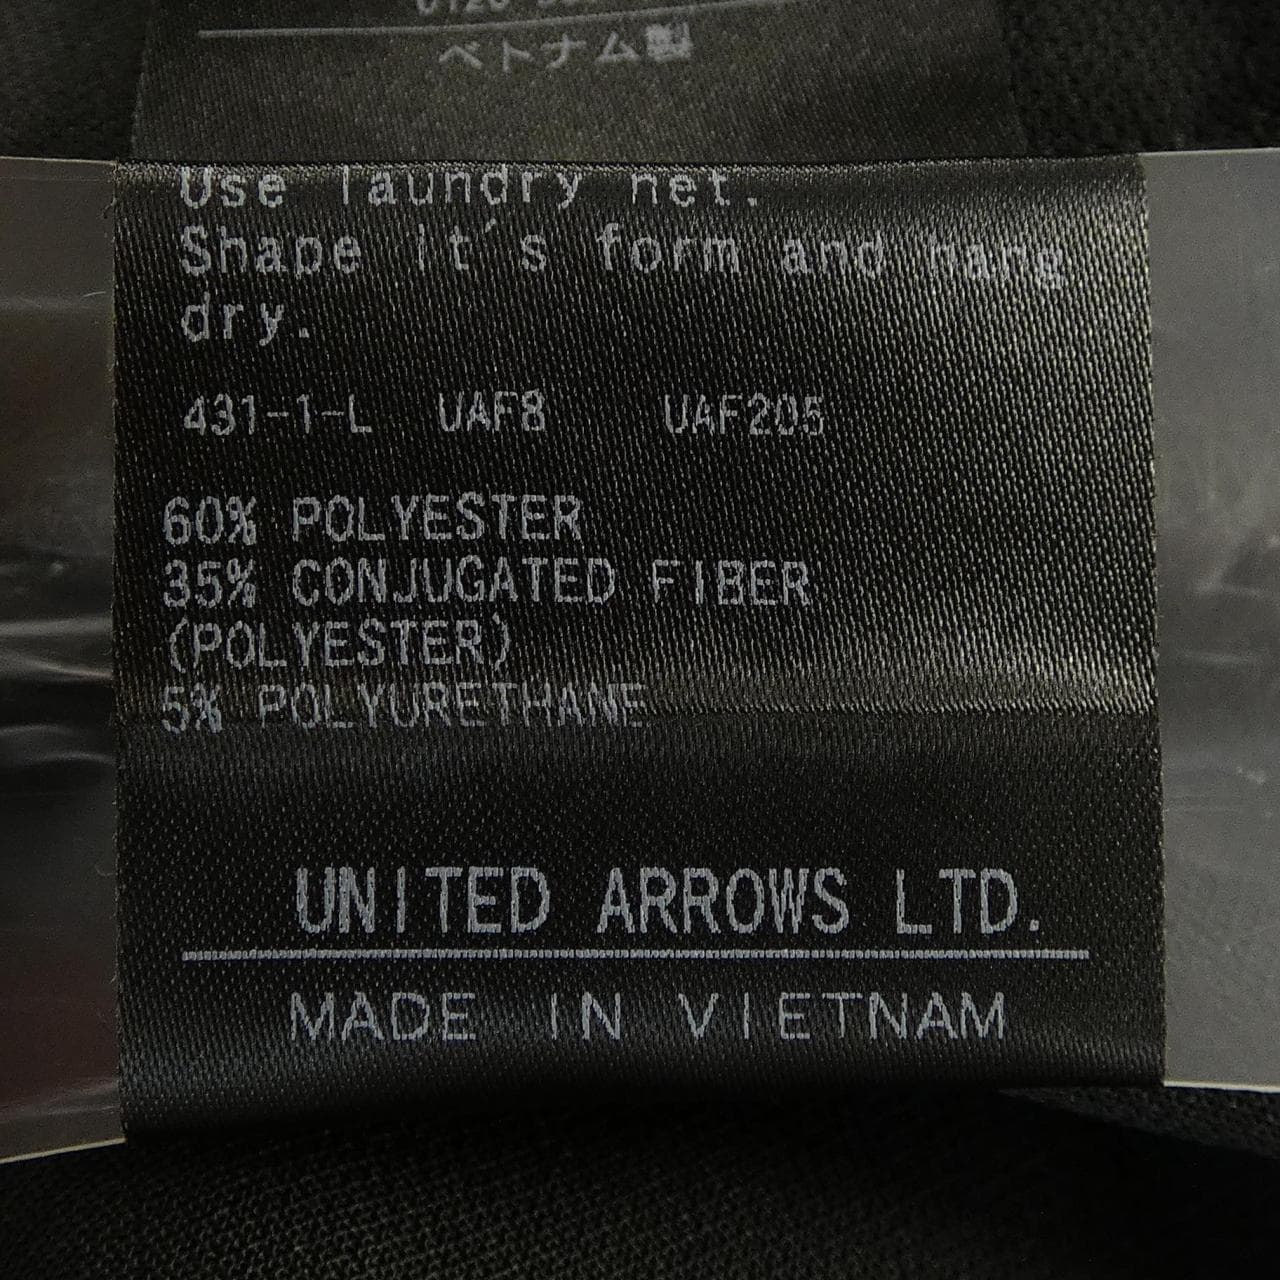 ベトナム製
Use laundry net.
Shape it's form and hang
dry.
431-1-L UAF8 UAF205
60% POLYESTER
35% CONJUGATED FIBER
(POLYESTER)
5% POLYURETHANE
UNITED ARROWS LTD.
MADE IN VIETNAM